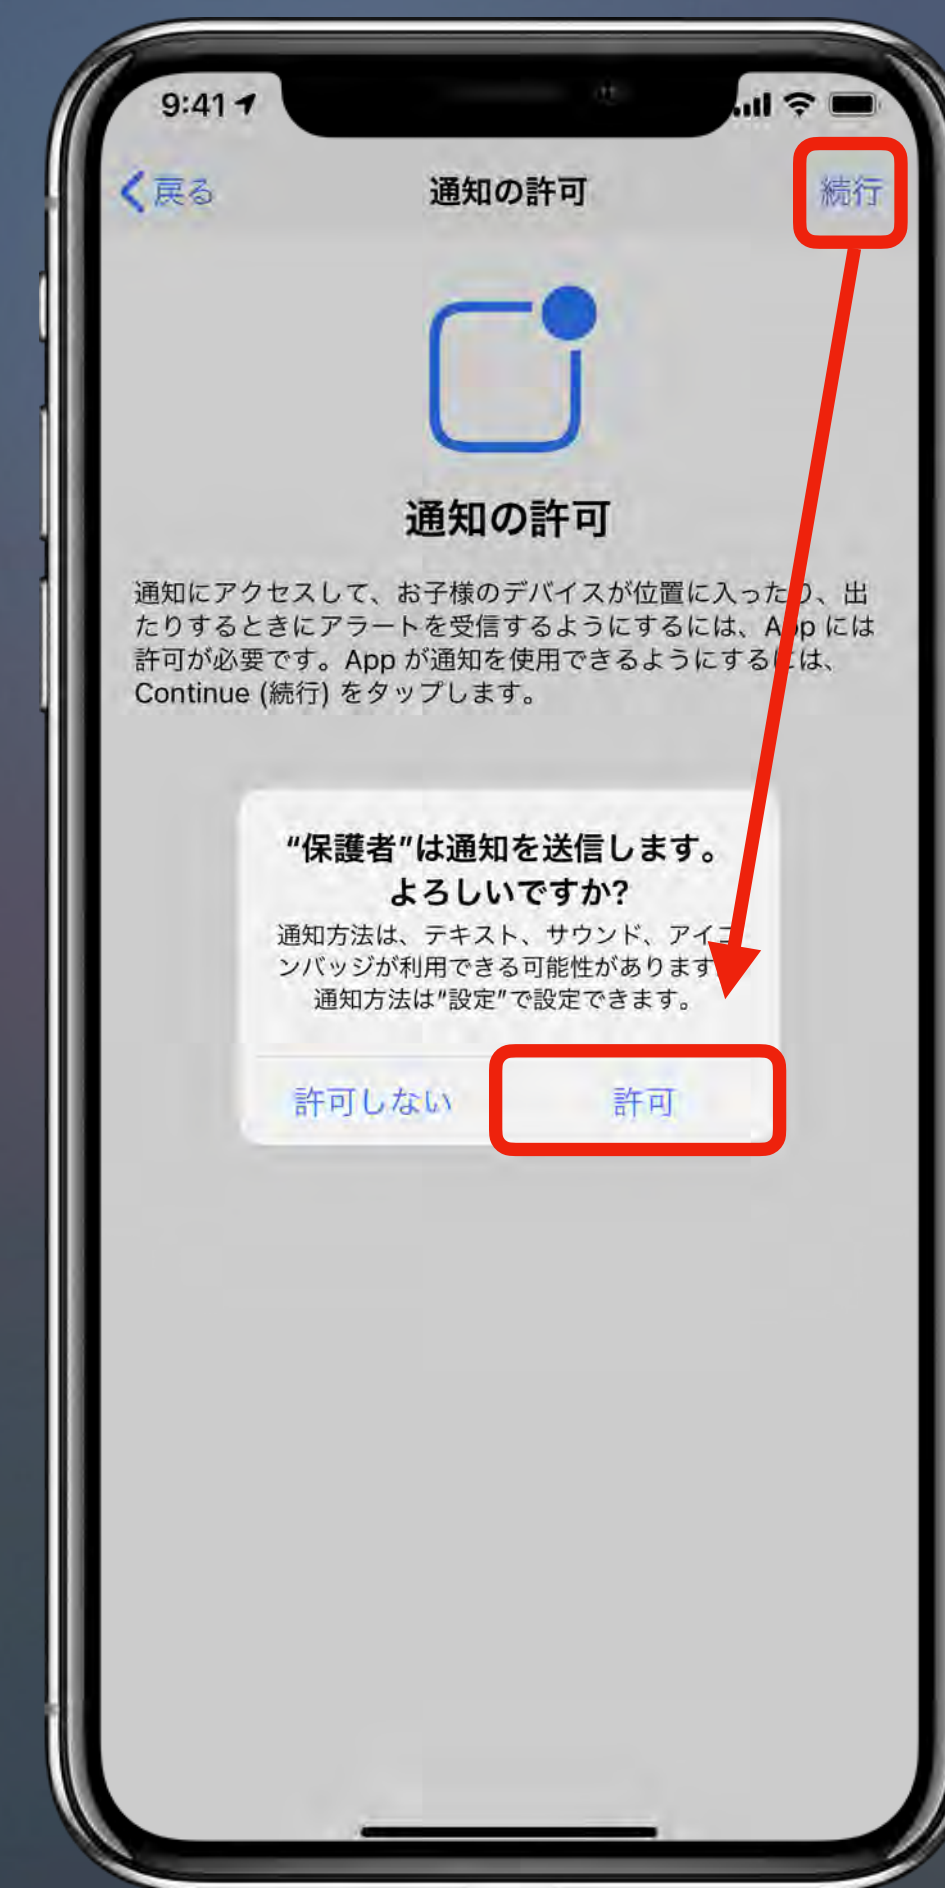 9:41
戻る
通知の許可
続行
通知の許可
通知にアクセスして、お子様のデバイスが位置に入ったり、出
たりするときにアラートを受信するようにするには、App には
許可が必要です。App が通知を使用できるようにするには、
Continue (続行) をタップします。
“保護者”は通知を送信します。
よろしいですか?
通知方法は、テキスト、サウンド、アイコ
ンバッジが利用できる可能性があります。
通知方法は“設定”で設定できます。
許可しない
許可